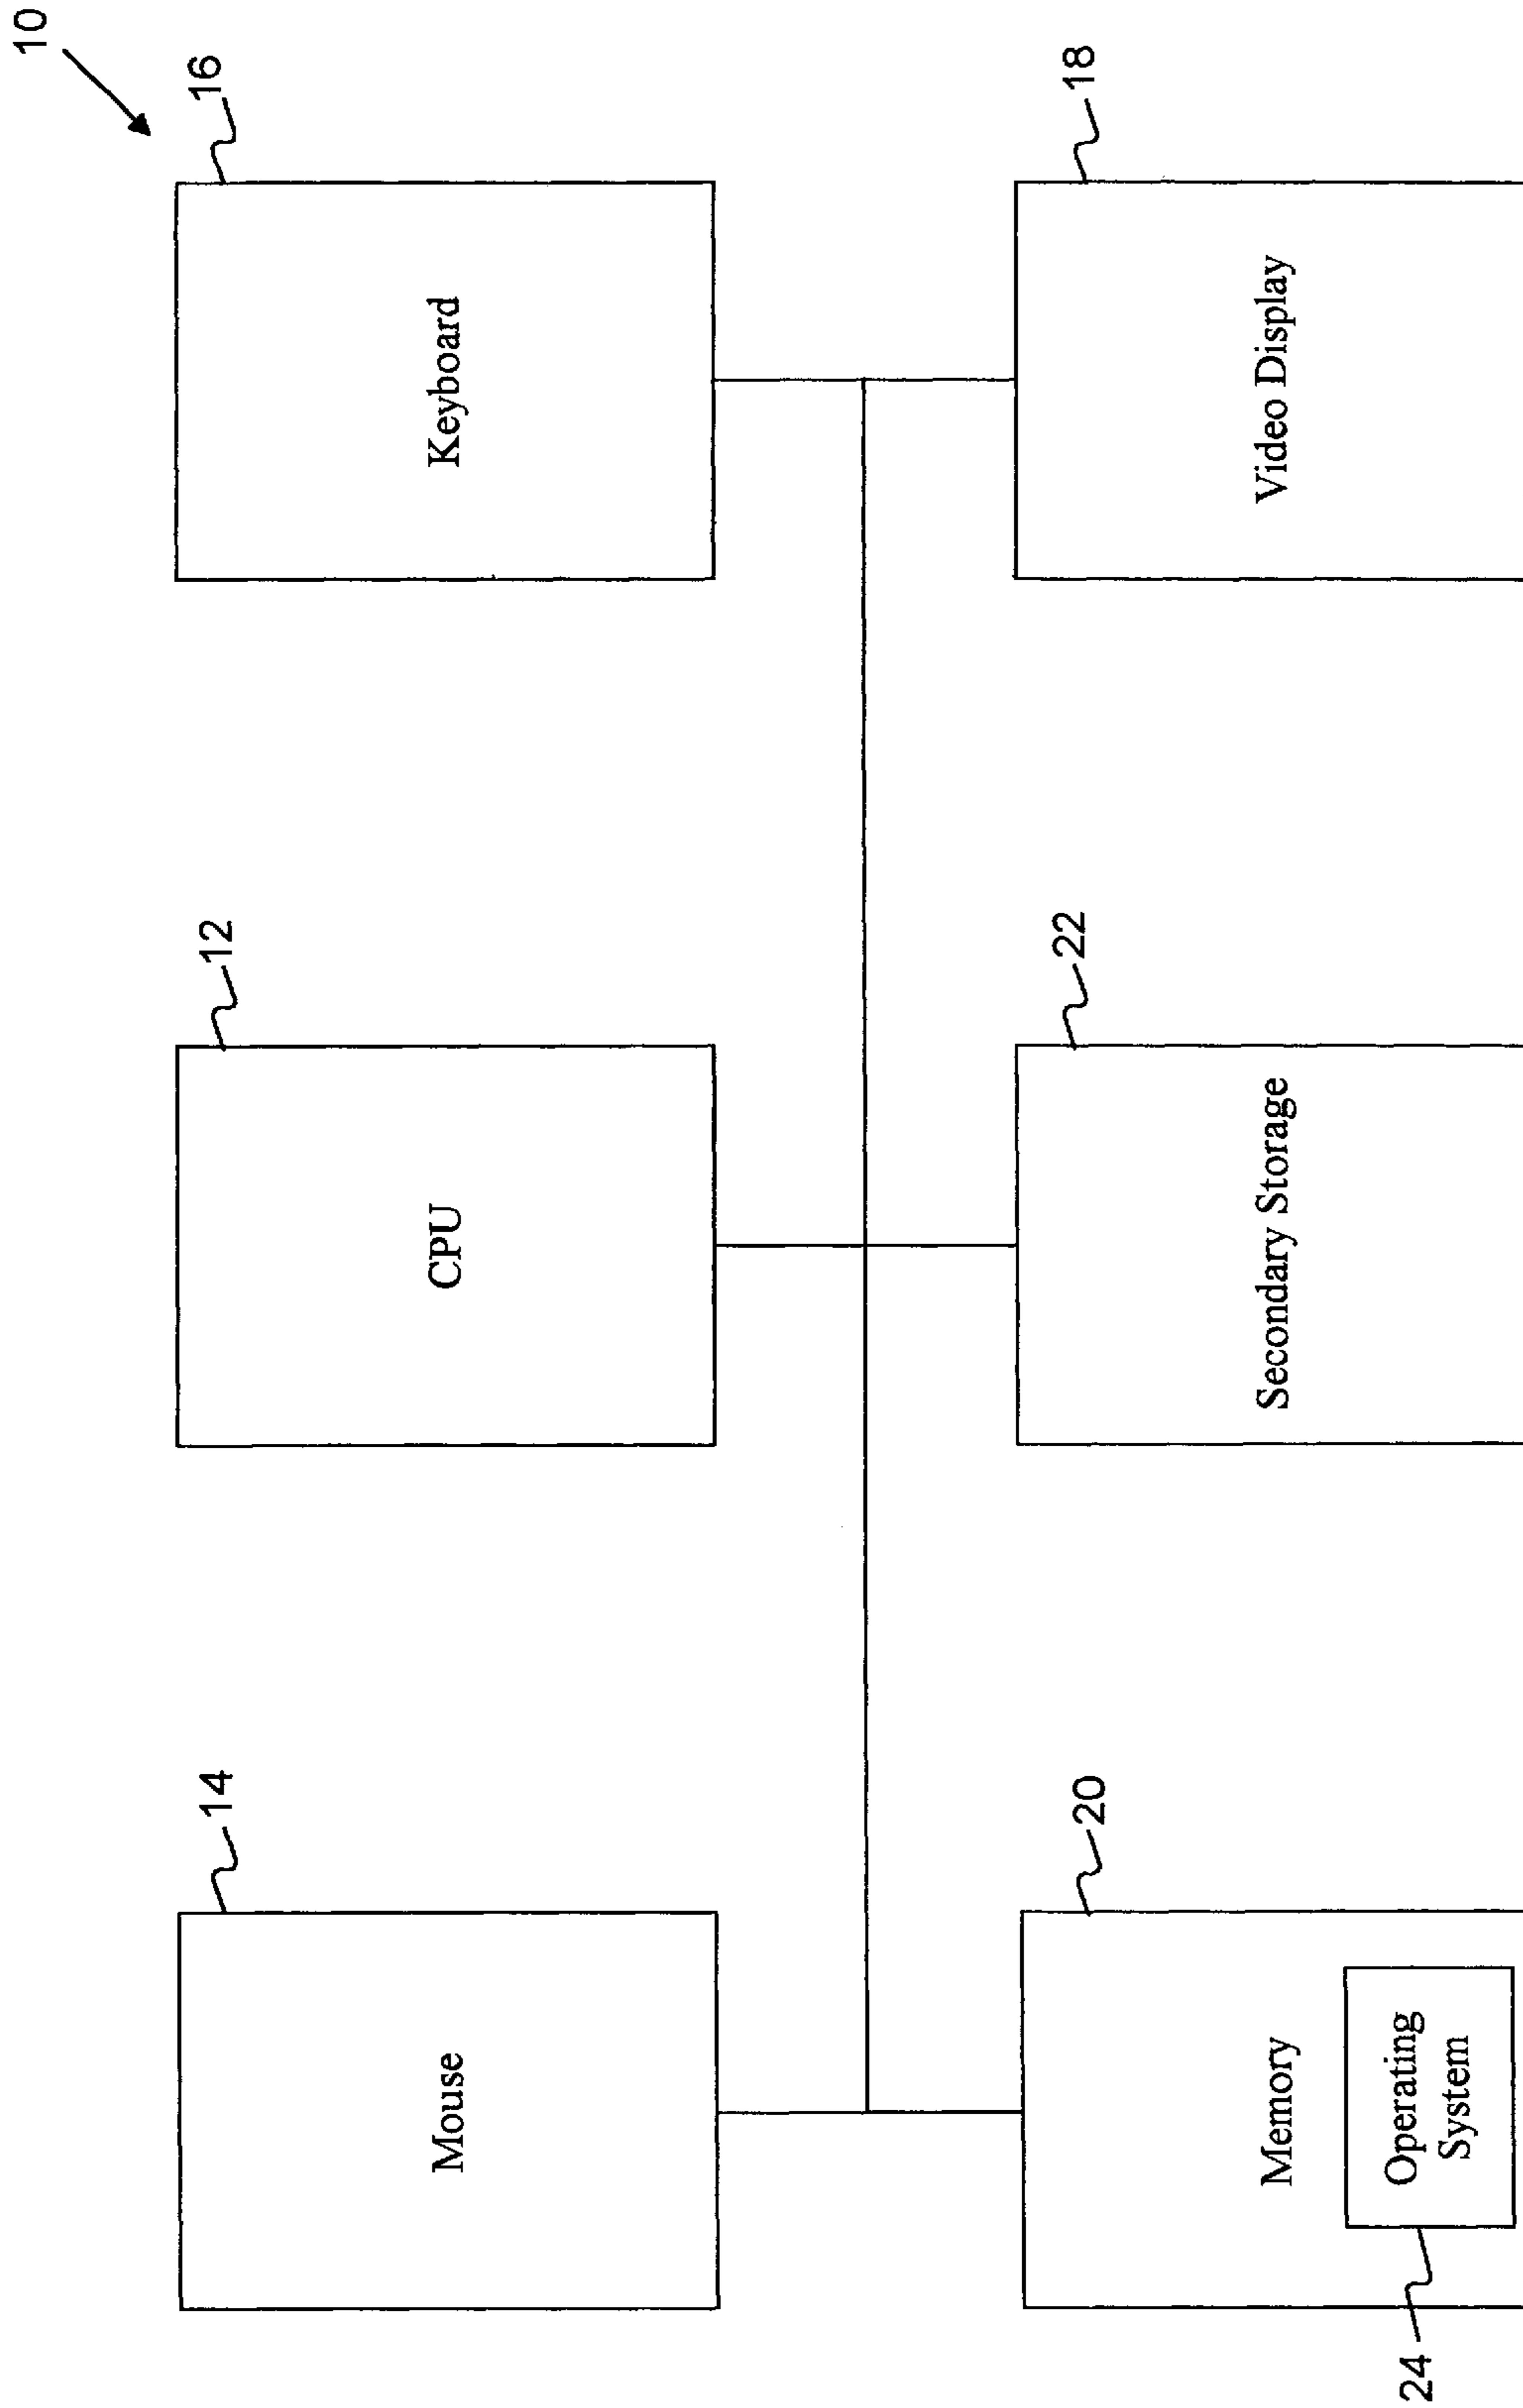 10
14
12
16
Mouse
CPU
Keyboard
20
22
18
Memory
Secondary Storage
Video Display
Operating
System
24